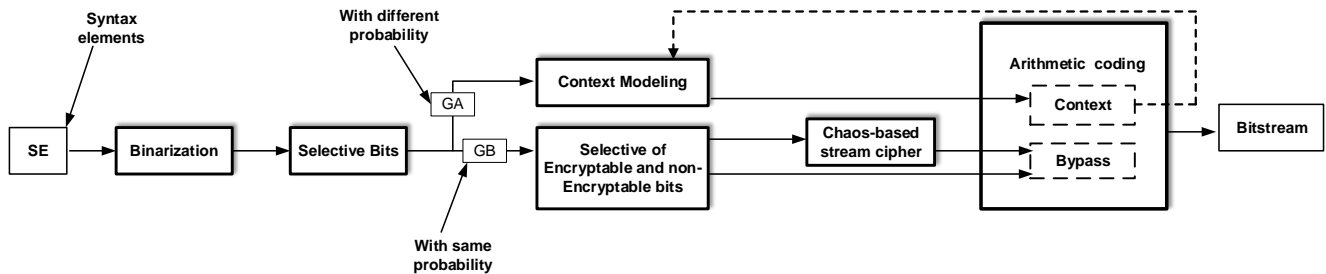 Syntax
elements
With different
probability
GA
Context Modeling
Arithmetic coding
Context
SE
Binarization
Selective Bits
GB
Selective of
Encryptable and non-
Encryptable bits
Chaos-based
stream cipher
Bypass
Bitstream
With same
probability